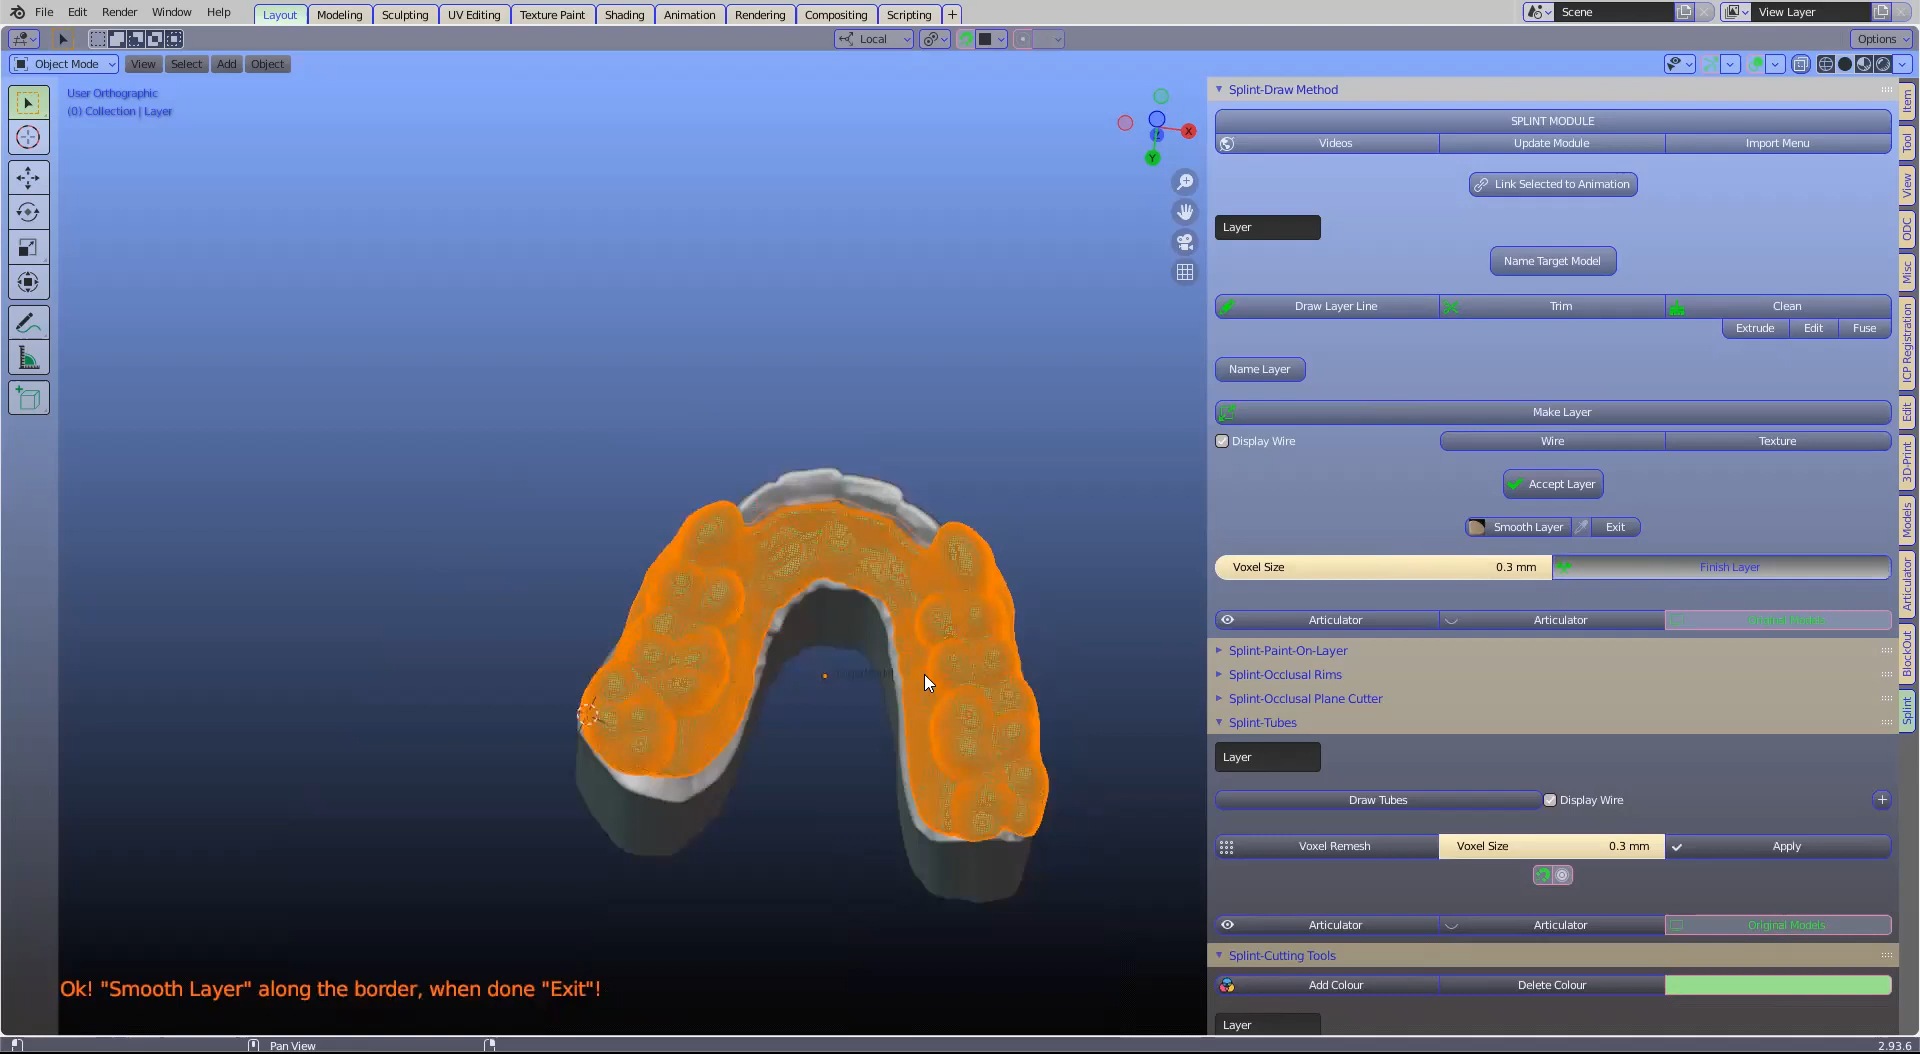 File Edit Render Window Help Layout Modeling Sculpting UV Editing Texture Paint Shading Animation Rendering Compositing Scripting + Scene View Layer
Local Options
Object Mode View Select Add Object
User Orthographic
(0) Collection | Layer
X
Y
Splint-Draw Method
SPLINT MODULE
Videos Update Module Import Menu
Link Selected to Animation
Layer
Name Target Model
Draw Layer Line Trim Clean
Extrude Edit Fuse
Name Layer
Make Layer
Display Wire Wire Texture
Accept Layer
Smooth Layer Exit
Voxel Size 0.3 mm Finish Layer
Articulator Articulator Original Models
Splint-Paint-On-Layer
Splint-Occlusal Rims
Splint-Occlusal Plane Cutter
Splint-Tubes
Layer
Draw Tubes Display Wire
Voxel Remesh Voxel Size 0.3 mm Apply
Articulator Articulator Original Models
Splint-Cutting Tools
Add Colour Delete Colour
Layer
Item
Tool
View
ODC
Misc
ICP Registration
Edit
3D-Print
Models
Articulator
BlockOut
Splint
Ok! "Smooth Layer" along the border, when done "Exit"!
Pan View 2.93.6